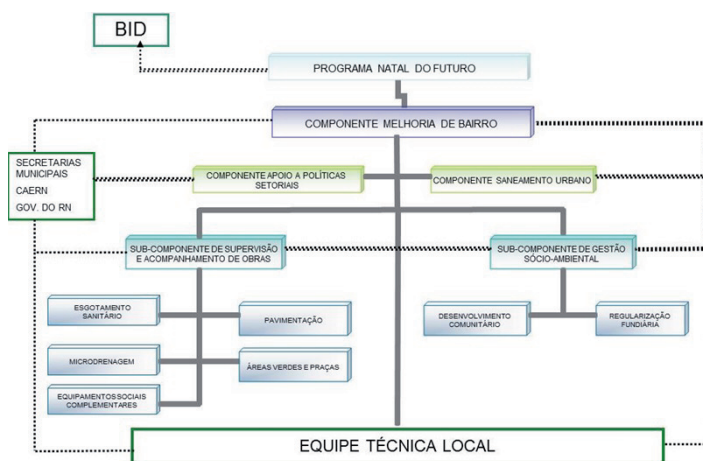 BID
PROGRAMA NATAL DO FUTURO
COMPONENTE MELHORIA DE BAIRRO
SECRETARIAS
MUNICIPAIS
CAERN
GOV. DO RN
COMPONENTE APOIO A POLÍTICAS
SETORIAIS
COMPONENTE SANEAMENTO URBANO
SUB-COMPONENTE DE SUPERVISÃO
E ACOMPANHAMENTO DE OBRAS
SUB-COMPONENTE DE GESTÃO
SÓCIO-AMBIENTAL
ESGOTAMENTO
SANITÁRIO
PAVIMENTAÇÃO
DESENVOLVIMENTO
COMUNITÁRIO
REGULARIZAÇÃO
FUNDIÁRIA
MICRODRENAGEM
ÁREAS VERDES E PRAÇAS
EQUIPAMENTOS SOCIAIS
COMPLEMENTARES
EQUIPE TÉCNICA LOCAL